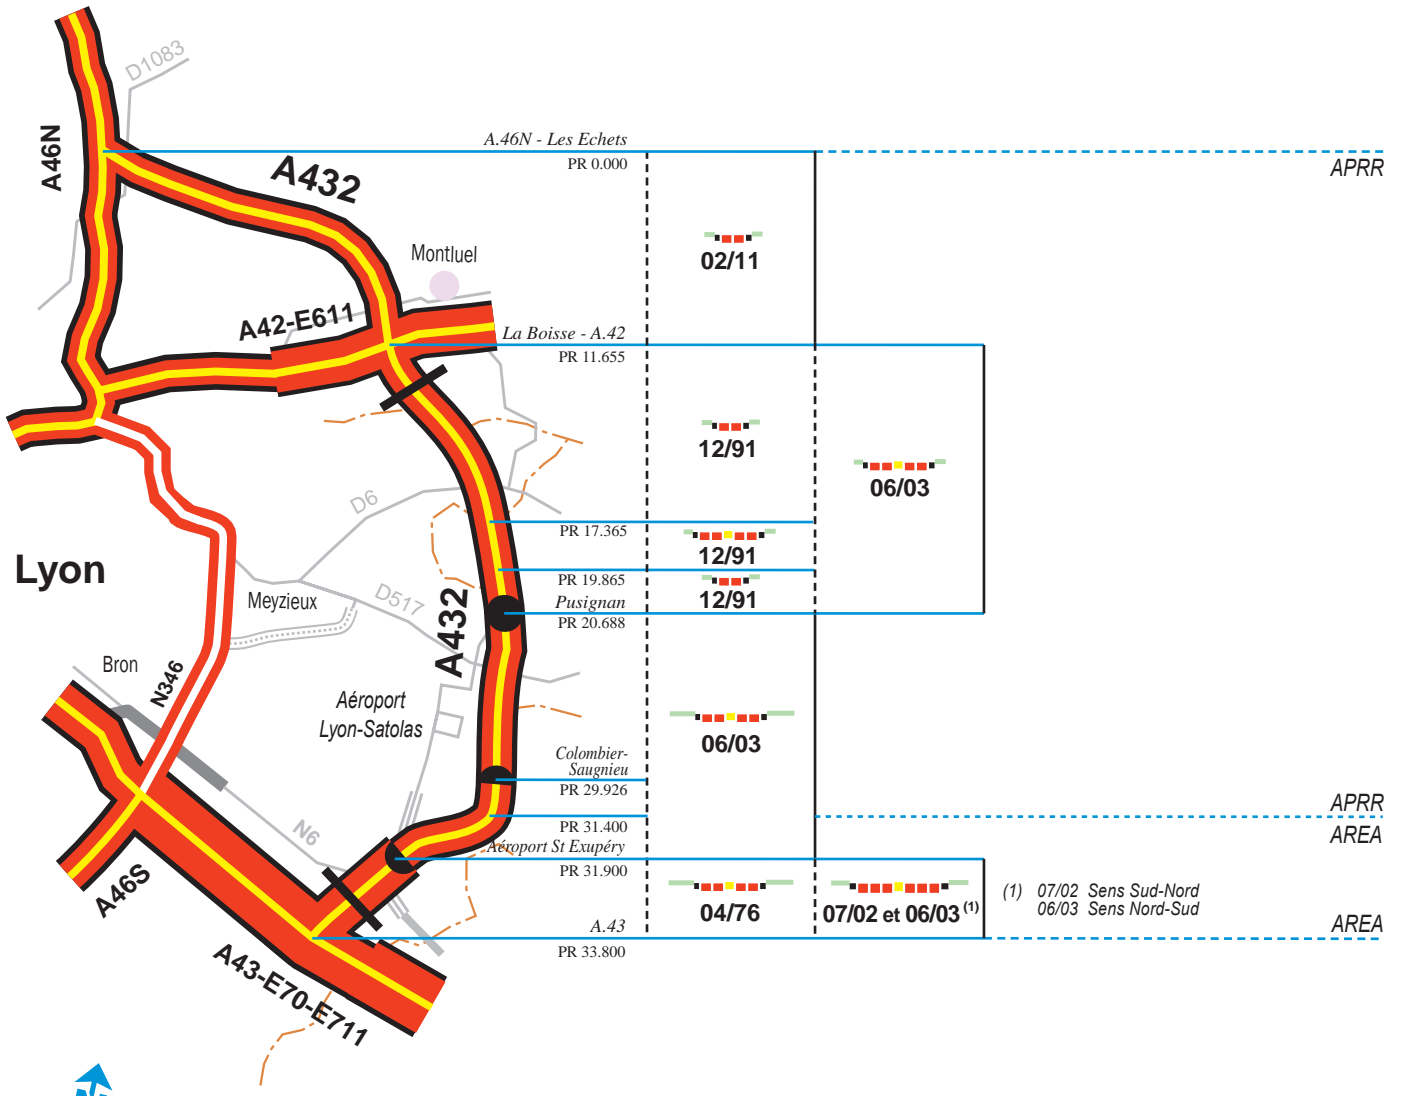 D1083
A46N
A.46N - Les Echets
PR 0.000
APRR
A432
02/11
Montluel
A42-E611
La Boisse - A.42
PR 11.655
12/91
06/03
D6
PR 17.365
12/91
Lyon
PR 19.865
12/91
Pusignan
PR 20.688
Meyzieux
D517
A432
Bron
N346
Aéroport
Lyon-Satolas
06/03
Colombier-
Saugnieu
PR 29.926
APRR
PR 31.400
AREA
N6
Aéroport St Exupéry
PR 31.900
A46S
04/76
07/02 et 06/03 (1)
(1) 07/02 Sens Sud-Nord
06/03 Sens Nord-Sud
A.43
AREA
PR 33.800
A43-E70-E711